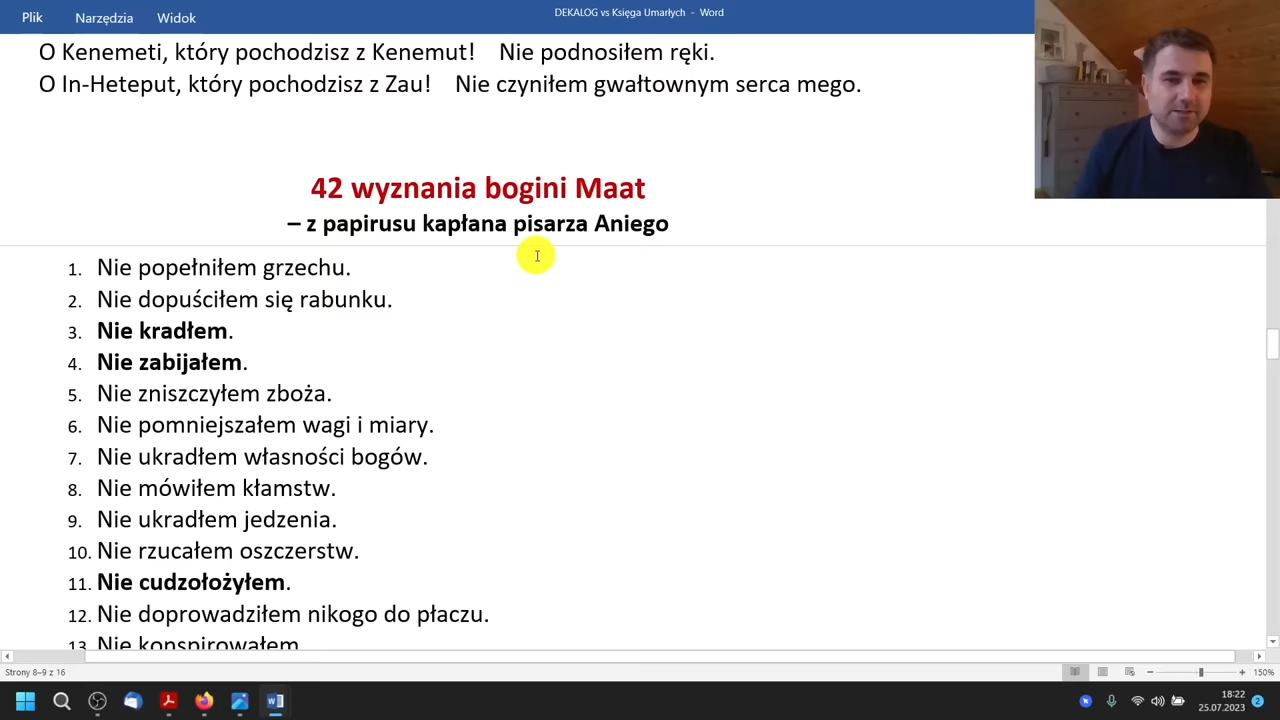 DEKALOG vs Księga Umarłych - Word
Plik Narzędzia Widok
O Kenemeti, który pochodzisz z Kenemut! Nie podnosiłem ręki.
O In-Heteput, który pochodzisz z Zau! Nie czyniłem gwałtownym serca mego.
42 wyznania bogini Maat
– z papirusu kapłana pisarza Aniego
1. Nie popełniłem grzechu.
2. Nie dopuściłem się rabunku.
3. Nie kradłem.
4. Nie zabijałem.
5. Nie zniszczyłem zboża.
6. Nie pomniejszałem wagi i miary.
7. Nie ukradłem własności bogów.
8. Nie mówiłem kłamstw.
9. Nie ukradłem jedzenia.
10. Nie rzucałem oszczerstw.
11. Nie cudzołożyłem.
12. Nie doprowadziłem nikogo do płaczu.
13. Nie konspirowałem
Strony 8–9 z 16
150%
18:22
25.07.2023
2